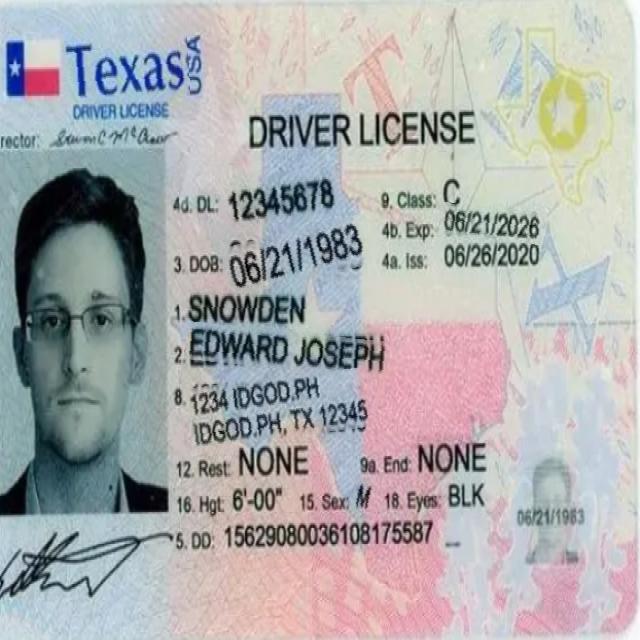 Texas USA
DRIVER LICENSE
rector:
DRIVER LICENSE
4d. DL: 12345678
9. Class: C
4b. Exp: 06/21/2026
3. DOB: 06/21/1983
4a. Iss: 06/26/2020
1. SNOWDEN
2. EDWARD JOSEPH
8. 1234 IDGOD.PH
IDGOD.PH, TX 12345
12. Rest: NONE 9a. End: NONE
16. Hgt: 6'-00" 15. Sex: M 18. Eyes: BLK
5. DD: 15629080036108175587
06/21/1983